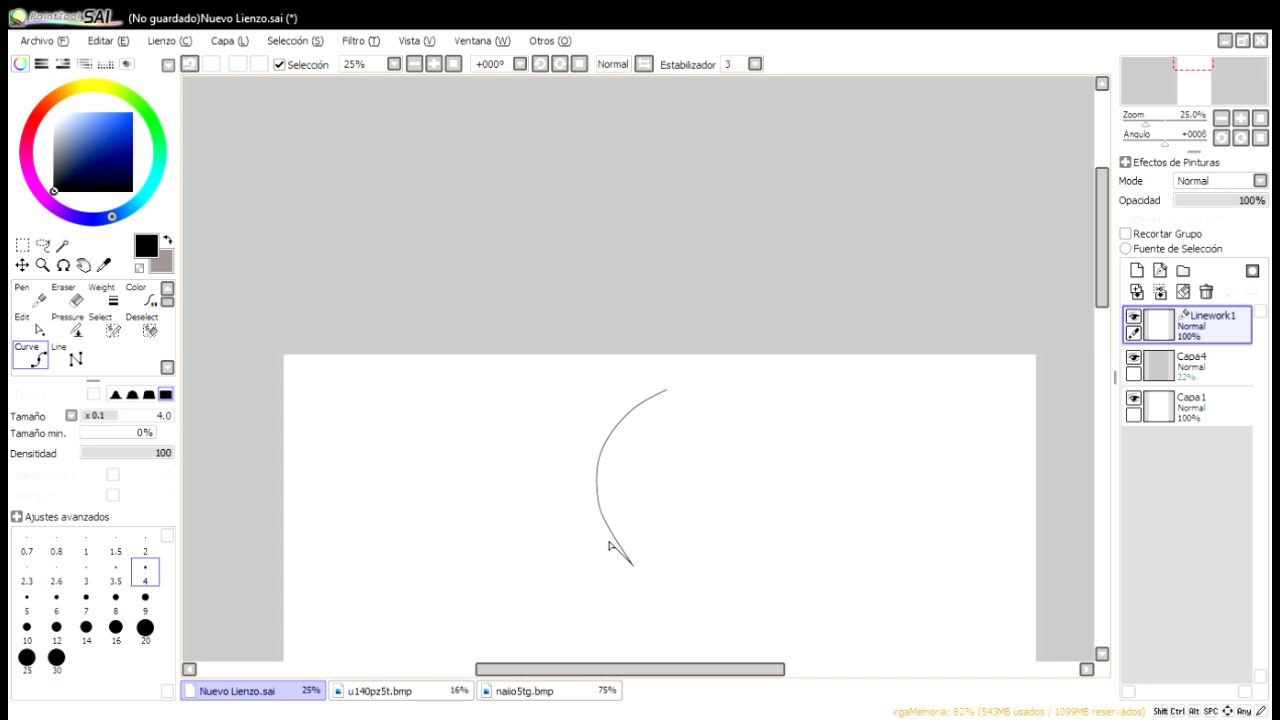 PaintTool SAI (No guardado)Nuevo Lienzo.sai (*)
Archivo (F) Editar (E) Lienzo (C) Capa (L) Selección (S) Filtro (T) Vista (V) Ventana (W) Otros (O)
Selección 25% +000° Normal Estabilizador 3
Zoom 25.0%
Angulo +000ß
Efectos de Pinturas
Mode Normal
Opacidad 100%
Recortar Grupo
Fuente de Selección
Pen Eraser Weight Color
Edit Pressure Select Deselect
Curve Line
Linework1
Normal
100%
Capa4
Normal
22%
Capa1
Normal
100%
Tamaño x 0.1 4.0
Tamaño min. 0%
Densitidad 100
Ajustes avanzados
0.7 0.8 1 1.5 2
2.3 2.6 3 3.5 4
5 6 7 8 9
10 12 14 16 20
25 30
Nuevo Lienzo.sai 25% u140pz5t.bmp 16% naiio5tg.bmp 75%
rgaMemoria: 82% (543MB usados / 1099MB reservados) Shift Ctrl Alt SPC Any